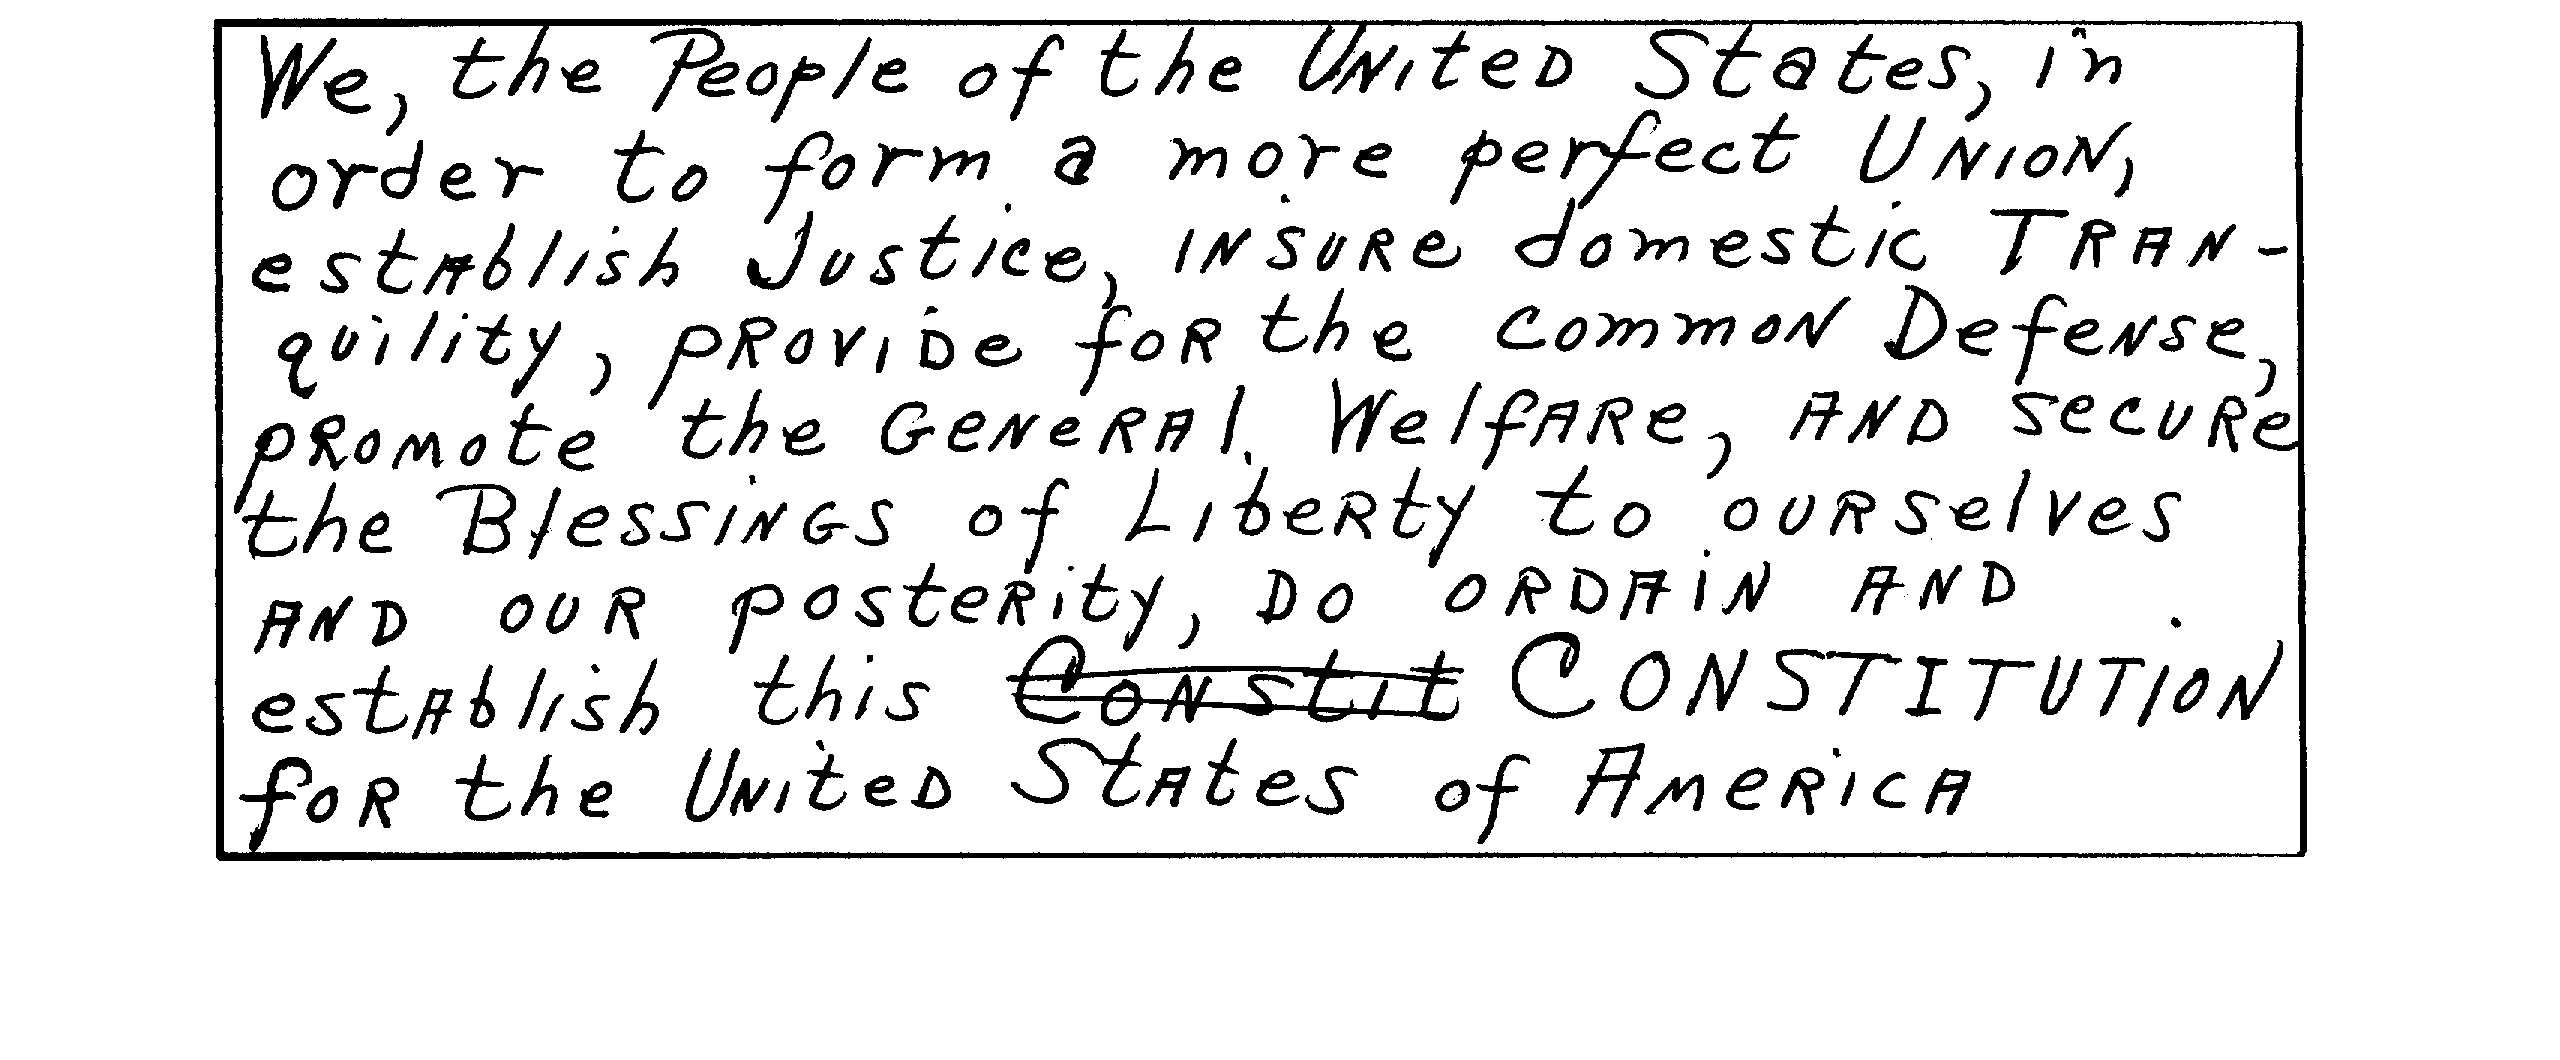 We, the People of the United States, in
order to form a more perfect Union,
establish Justice, insure domestic Tran-
quility, provide for the common Defense,
promote the General Welfare, and secure
the Blessings of Liberty to ourselves
and our posterity, do ordain and
establish this Constit CONSTITUTION
for the United States of America